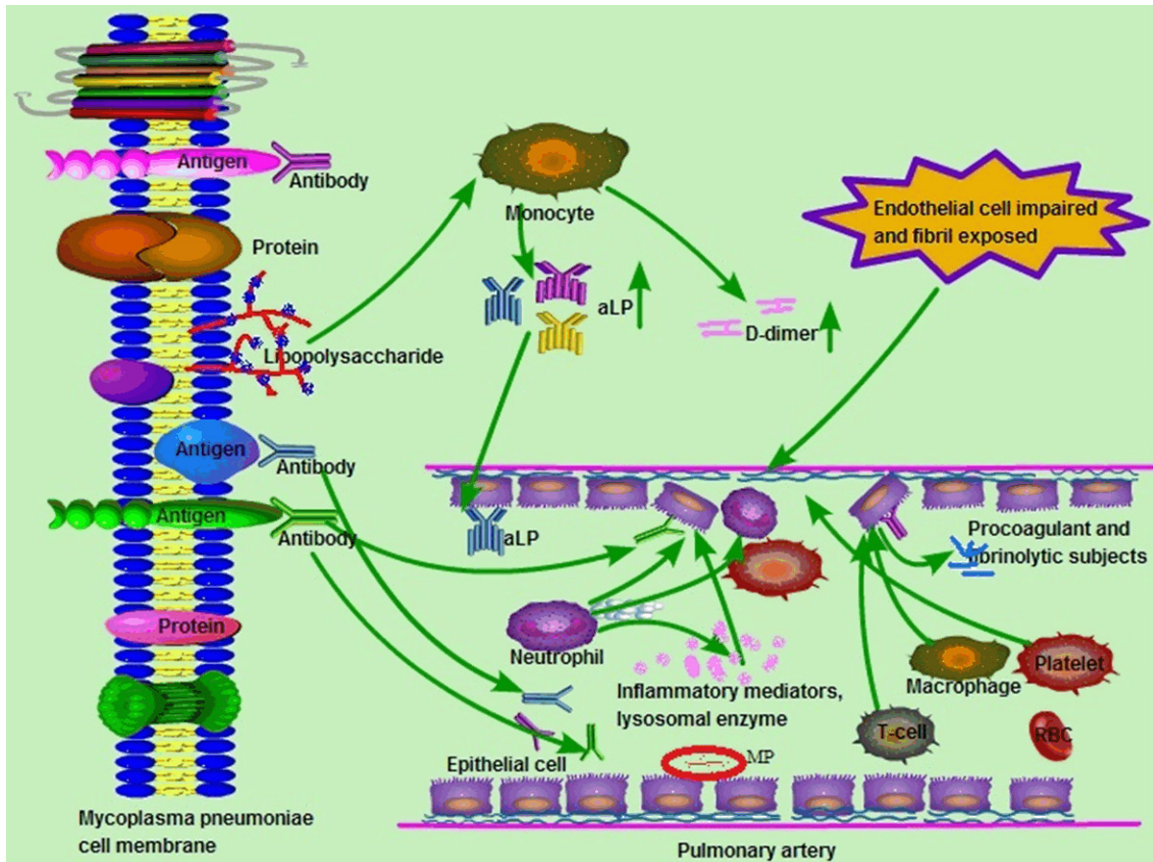 Antigen
Antibody
Protein
Lipopolysaccharide
Antigen
Antibody
Antigen
Antibody
Protein
Mycoplasma pneumoniae
cell membrane
Monocyte
aLP
D-dimer
Endothelial cell impaired
and fibril exposed
aLP
Procoagulant and
fibrinolytic subjects
Neutrophil
Inflammatory mediators,
lysosomal enzyme
Macrophage
Platelet
T-cell
RBC
Epithelial cell
MP
Pulmonary artery